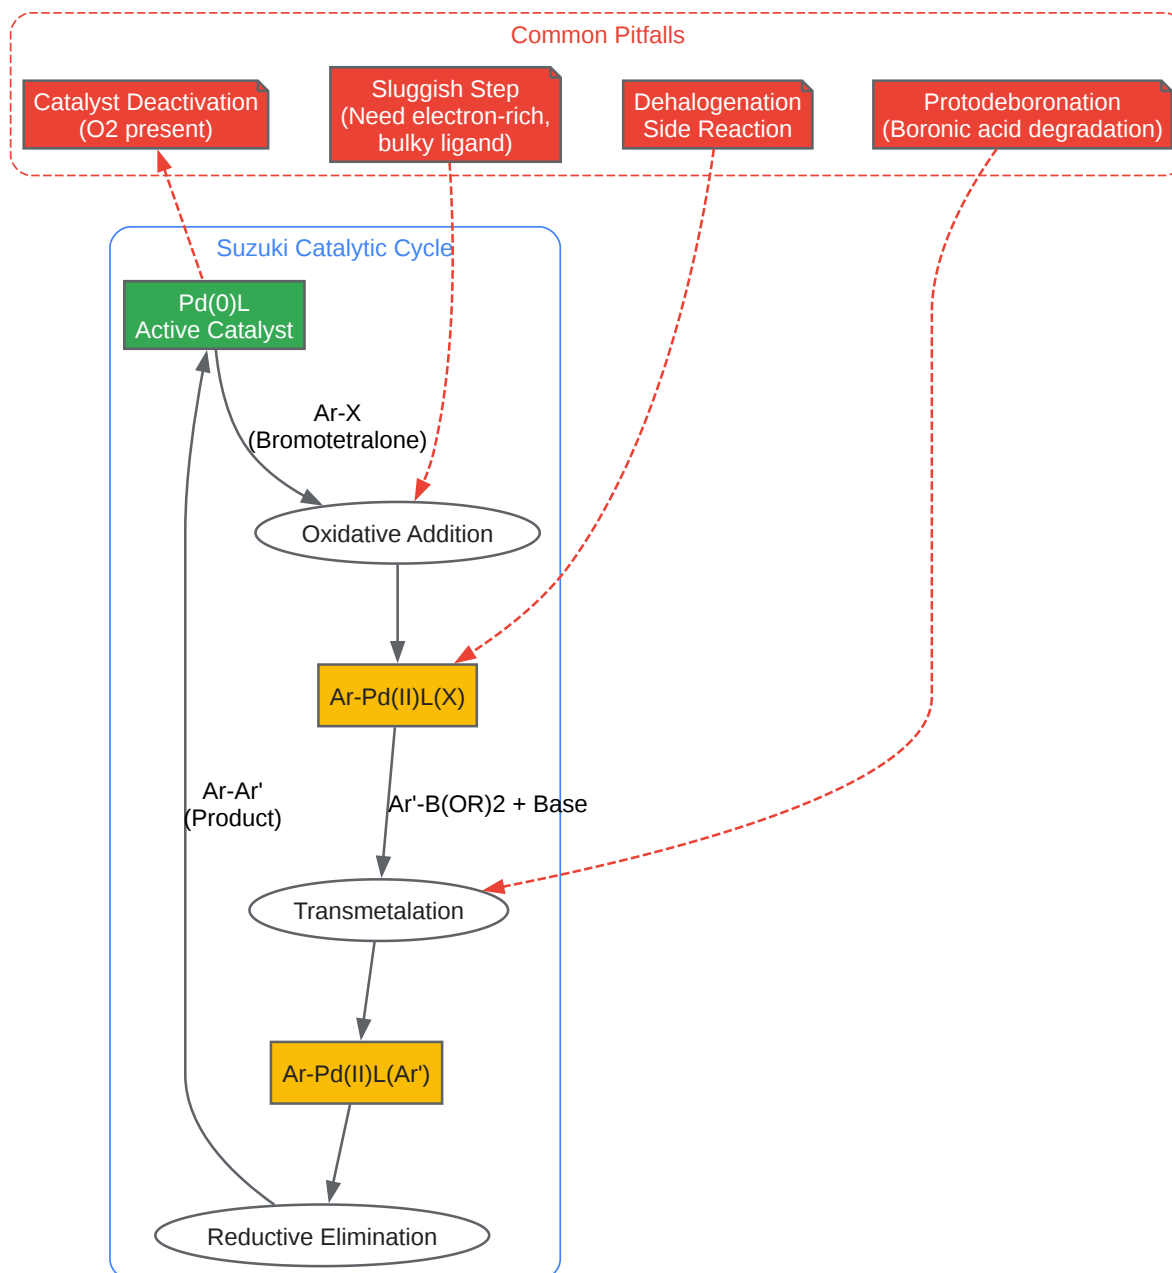 Common Pitfalls
Catalyst Deactivation
(O2 present)
Sluggish Step
(Need electron-rich,
bulky ligand)
Dehalogenation
Side Reaction
Protodeboronation
(Boronic acid degradation)
Suzuki Catalytic Cycle
Pd(0)L
Active Catalyst
Ar-X
(Bromotetralone)
Oxidative Addition
Ar-Pd(II)L(X)
Ar-Ar'
(Product)
Ar'-B(OR)2 + Base
Transmetalation
Ar-Pd(II)L(Ar')
Reductive Elimination